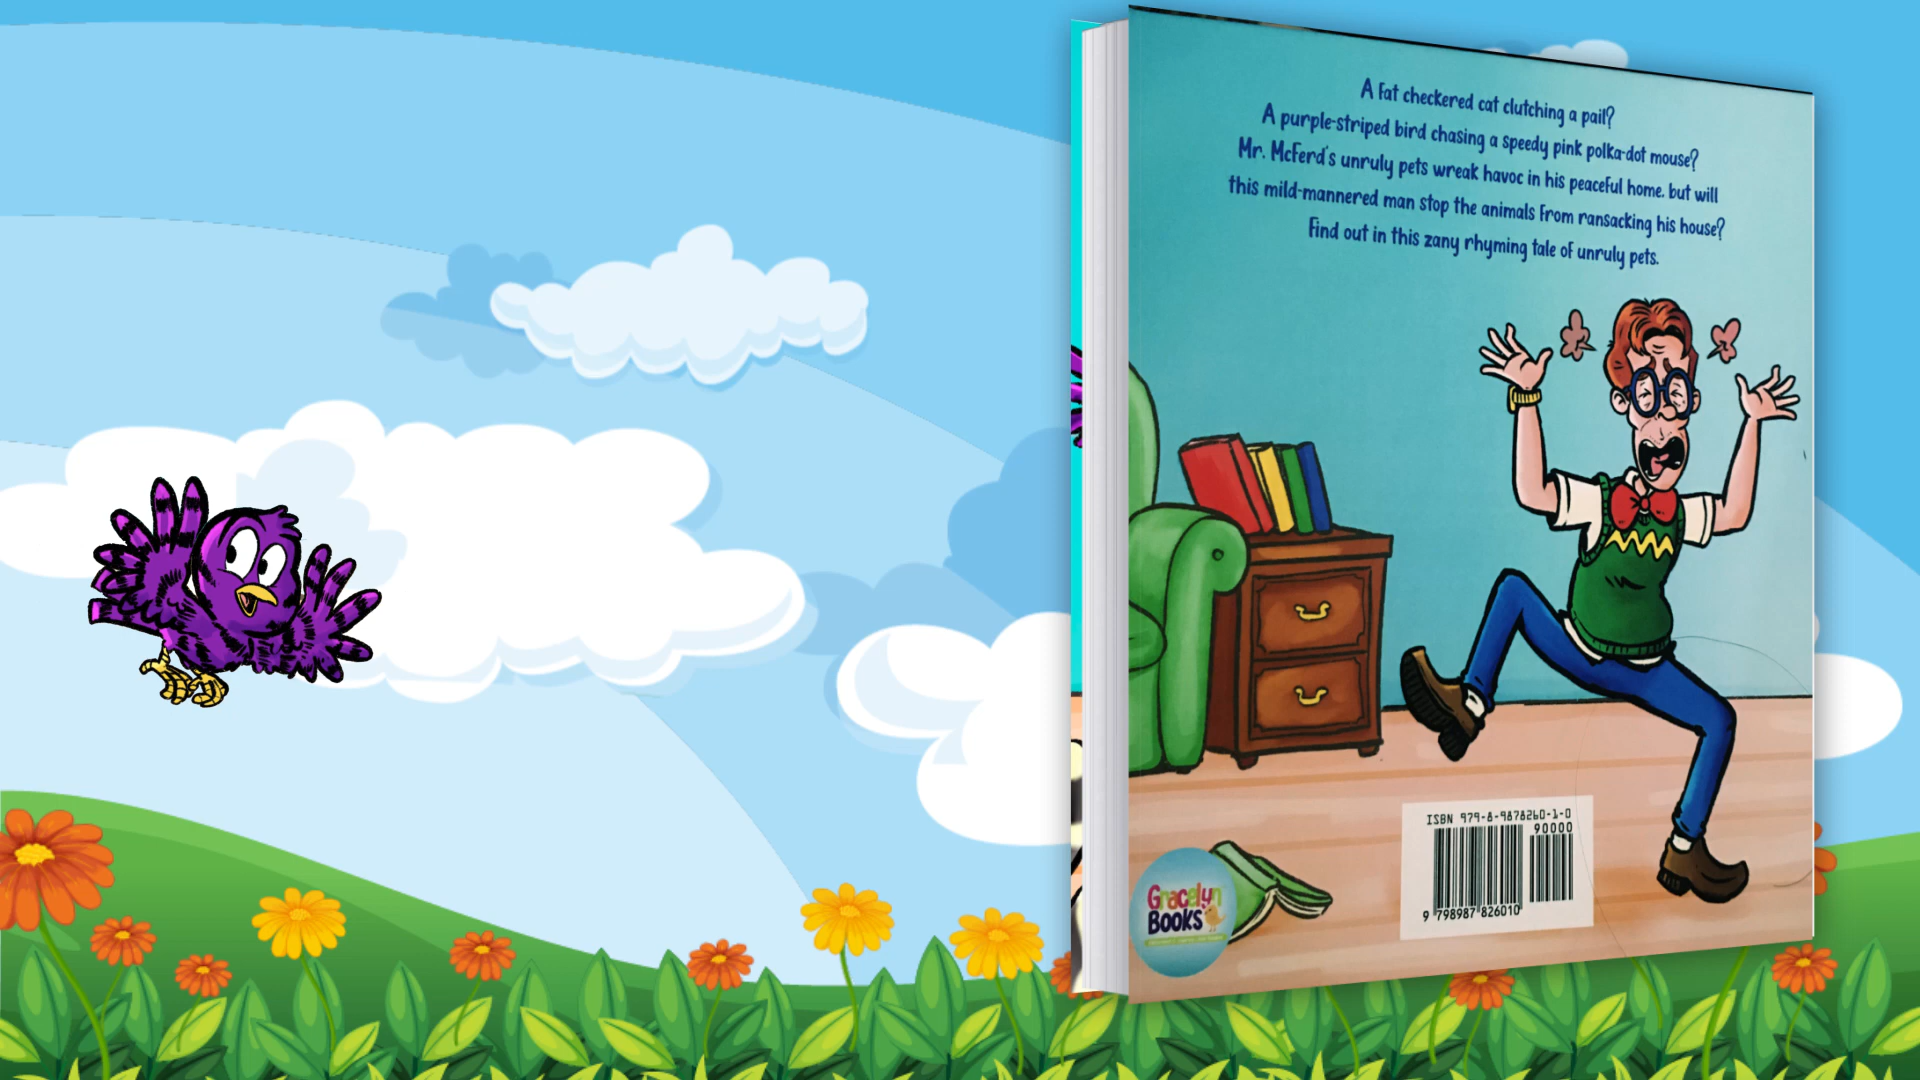 A fat checkered cat clutching a pail?
A purple-striped bird chasing a speedy pink polka-dot mouse?
Mr. McFerd's unruly pets wreak havoc in his peaceful home. but will
this mild-mannered man stop the animals from ransacking his house?
Find out in this zany rhyming tale of unruly pets.
ISBN 979-8-9878260-1-0
90000
9 798987 826010
Gracelyn
BOOKS